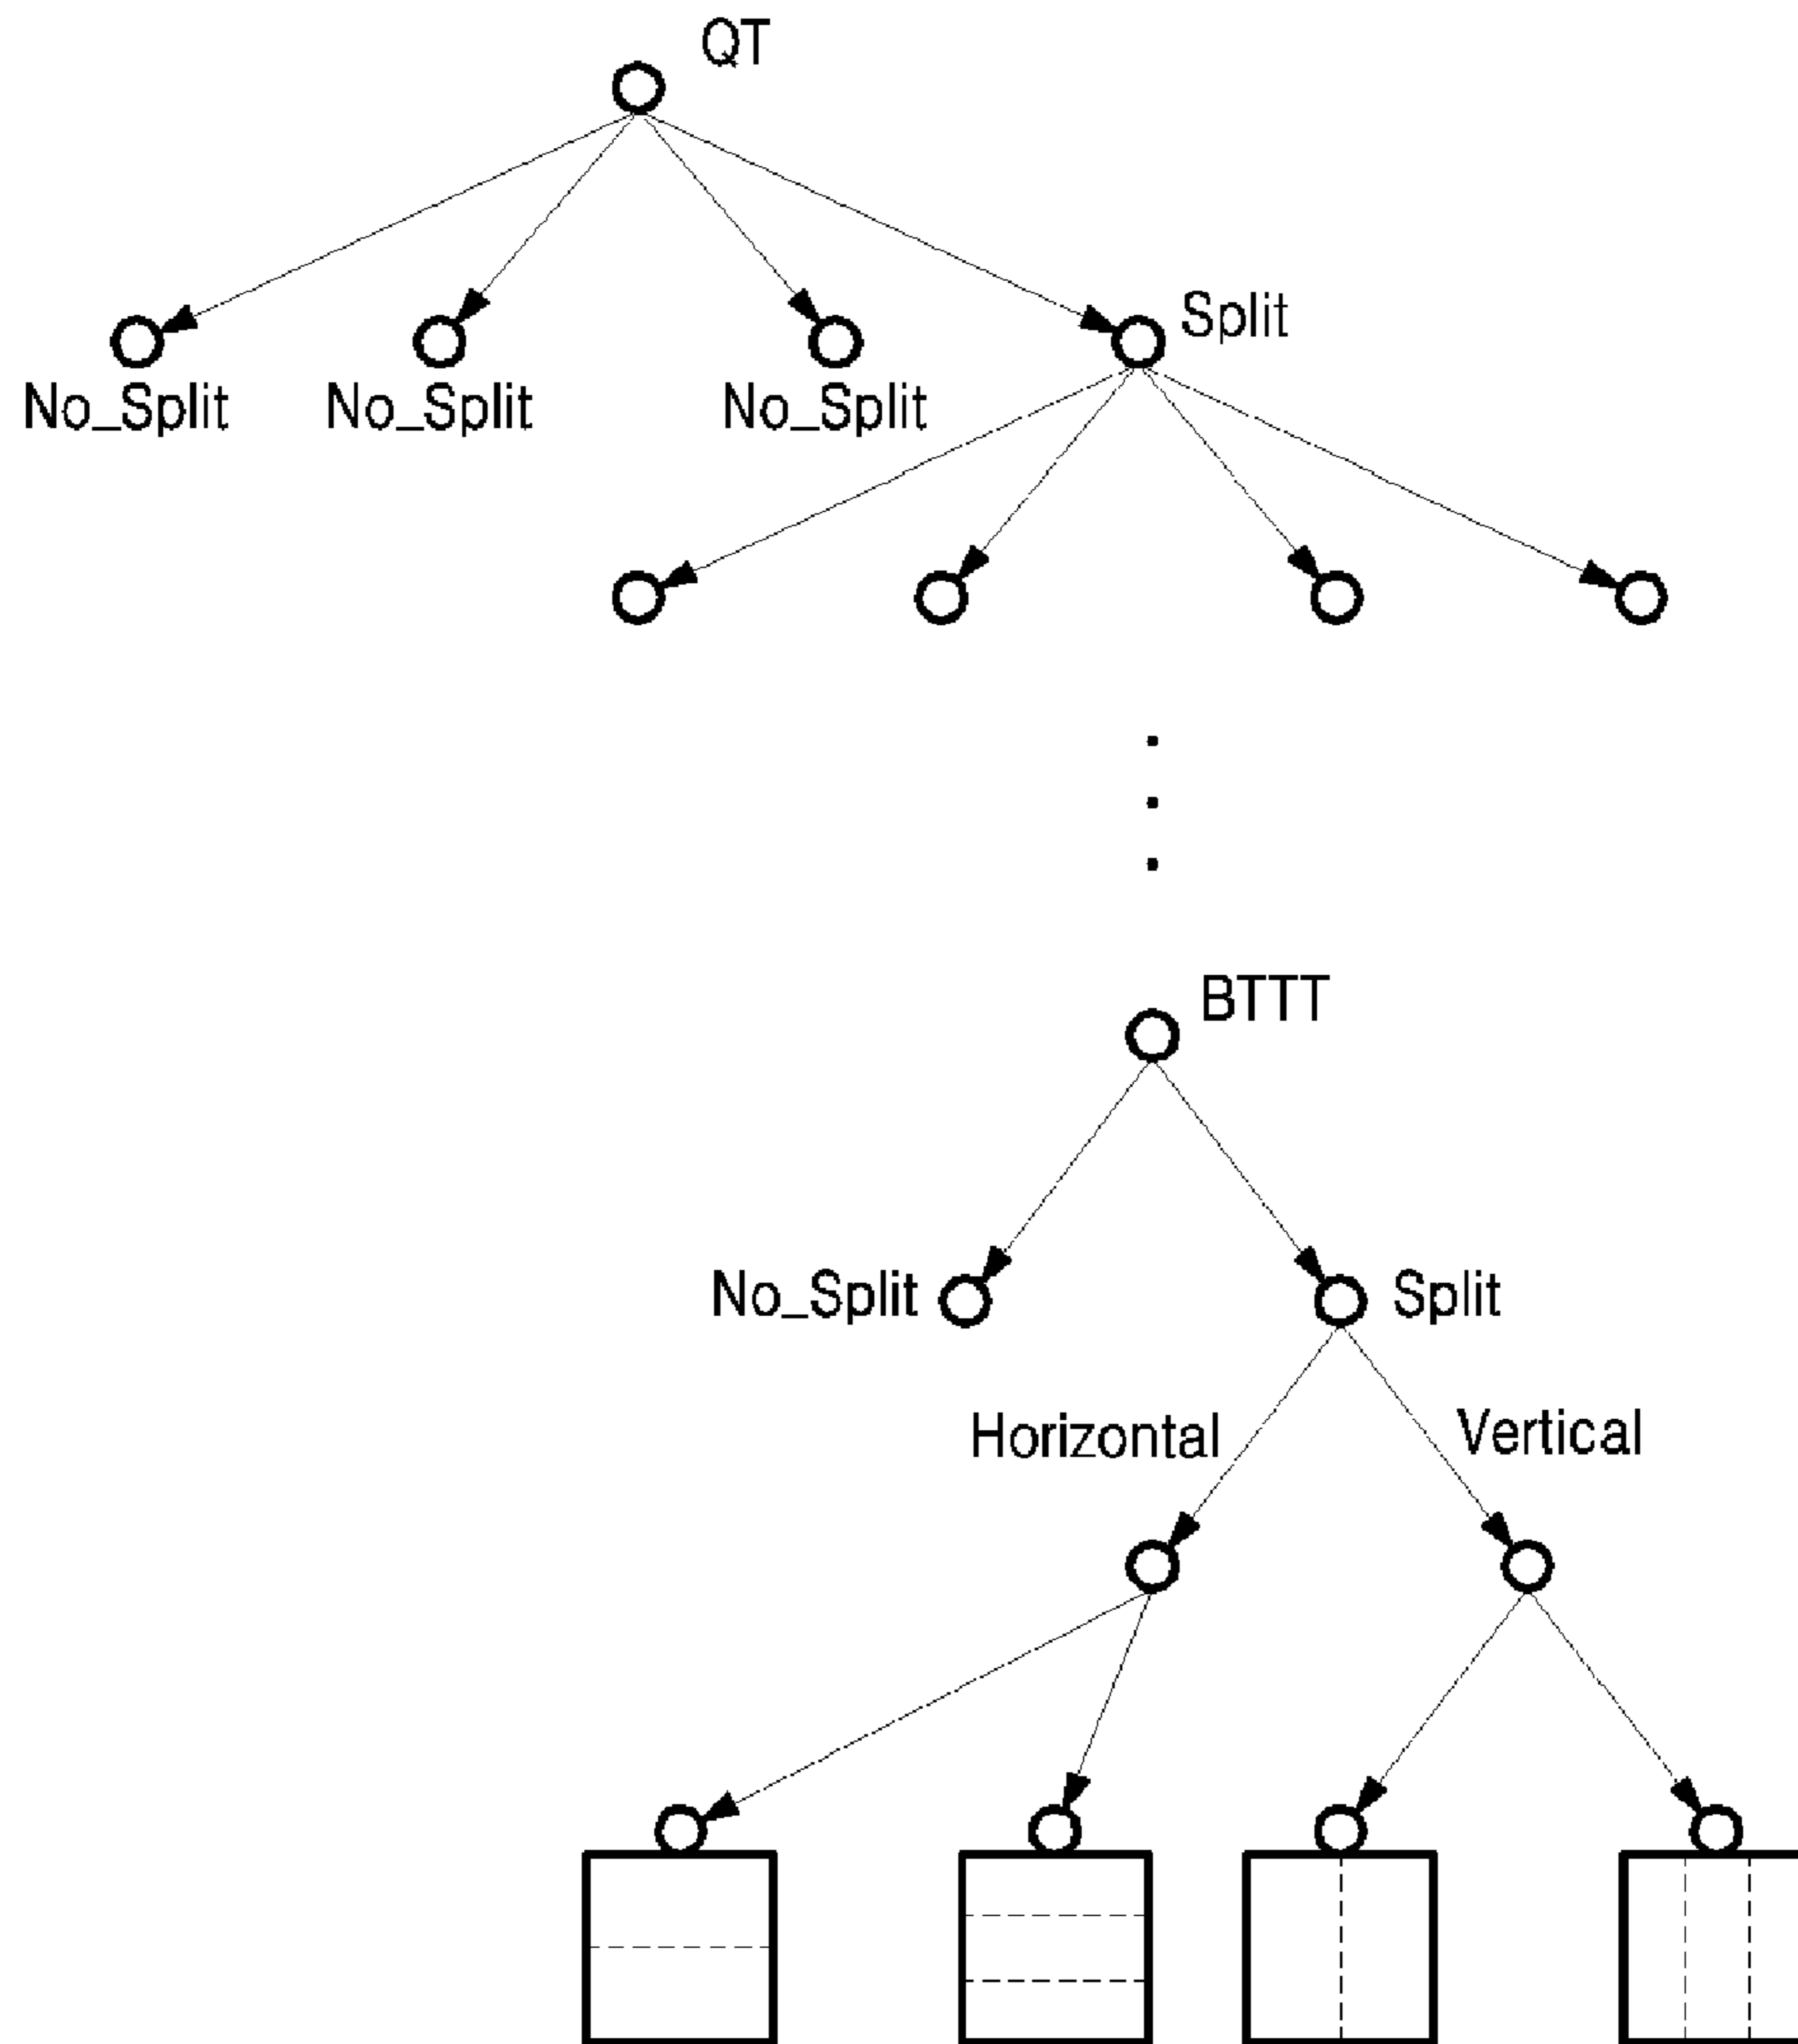 QT
Split
No_Split
No_Split
No_Split
BTTT
No_Split
Split
Horizontal
Vertical